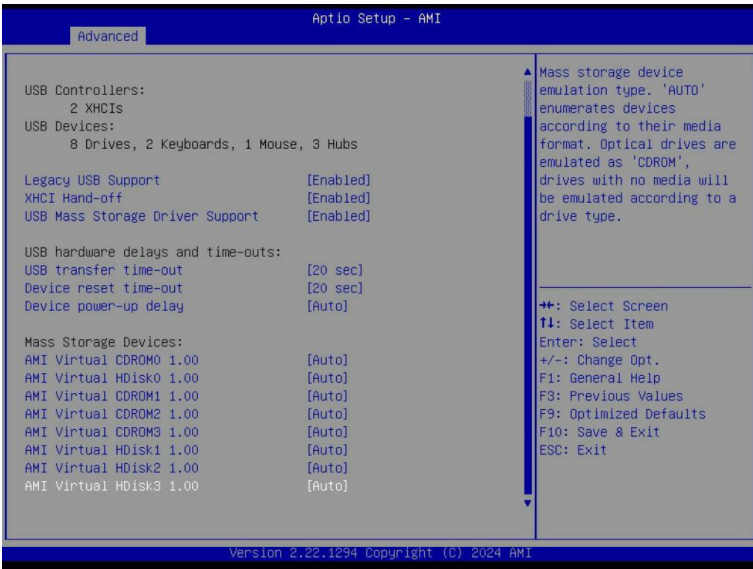 Aptio Setup – AMI
Advanced
USB Controllers:
2 XHCIs
USB Devices:
8 Drives, 2 Keyboards, 1 Mouse, 3 Hubs
Legacy USB Support [Enabled]
XHCI Hand-off [Enabled]
USB Mass Storage Driver Support [Enabled]
USB hardware delays and time-outs:
USB transfer time-out [20 sec]
Device reset time-out [20 sec]
Device power-up delay [Auto]
Mass Storage Devices:
AMI Virtual CDROM0 1.00 [Auto]
AMI Virtual HDisk0 1.00 [Auto]
AMI Virtual CDROM1 1.00 [Auto]
AMI Virtual CDROM2 1.00 [Auto]
AMI Virtual CDROM3 1.00 [Auto]
AMI Virtual HDisk1 1.00 [Auto]
AMI Virtual HDisk2 1.00 [Auto]
AMI Virtual HDisk3 1.00 [Auto]
Mass storage device
emulation type. 'AUTO'
enumerates devices
according to their media
format. Optical drives are
emulated as 'CDROM',
drives with no media will
be emulated according to a
drive type.
→←: Select Screen
↑↓: Select Item
Enter: Select
+/-: Change Opt.
F1: General Help
F3: Previous Values
F9: Optimized Defaults
F10: Save & Exit
ESC: Exit
Version 2.22.1294 Copyright (C) 2024 AMI